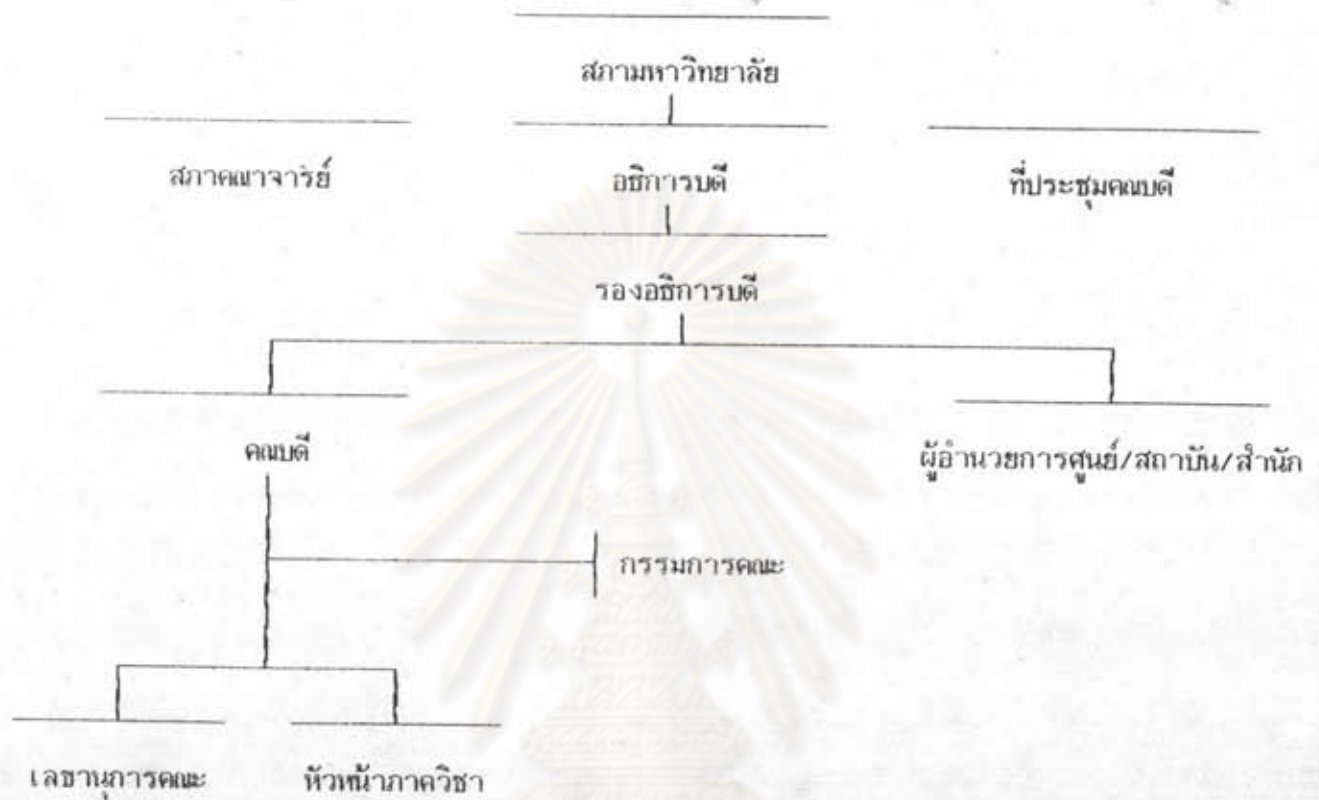 สภามหาวิทยาลัย
สภาคณาจารย์ อธิการบดี ที่ประชุมคณบดี
รองอธิการบดี
คณบดี ผู้อำนวยการศูนย์/สถาบัน/สำนัก
กรรมการคณะ
เลขานุการคณะ หัวหน้าภาควิชา